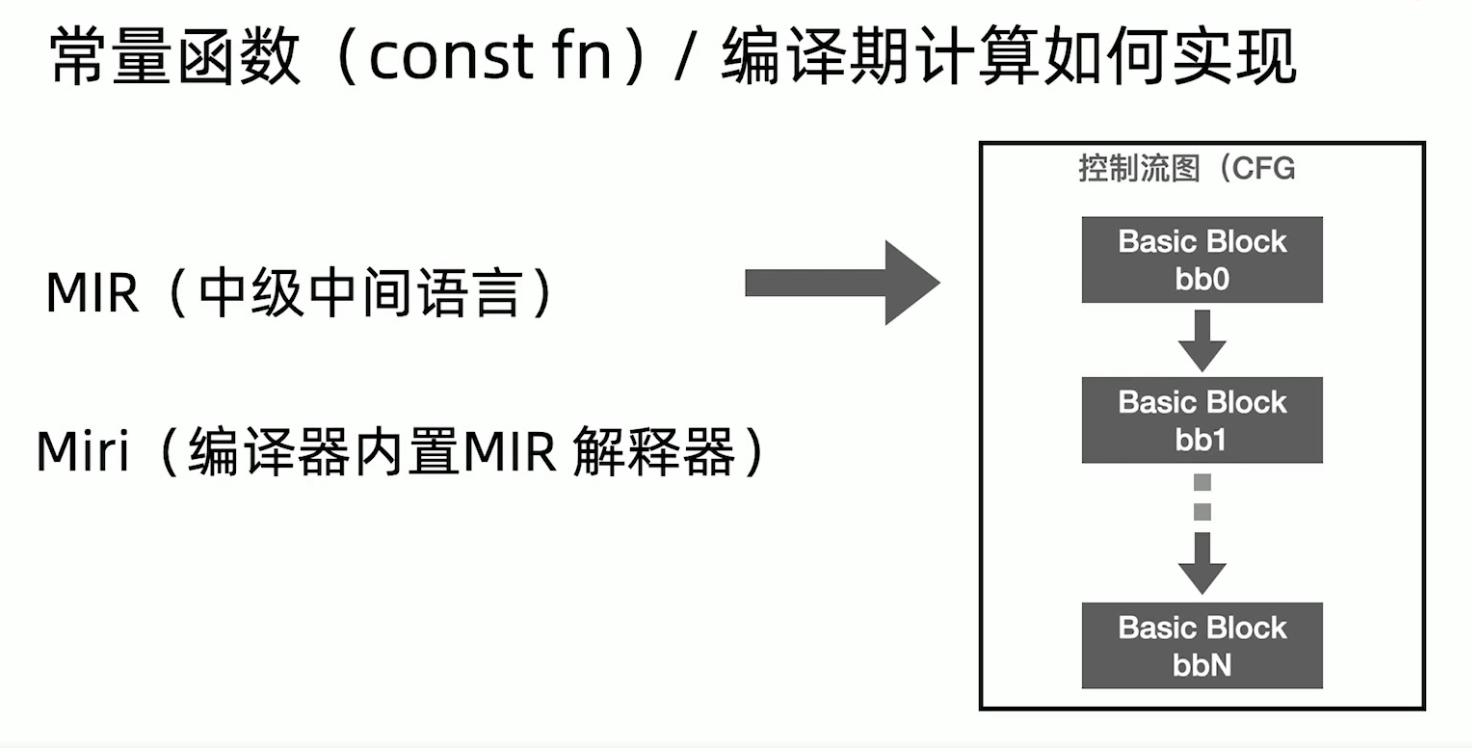 常量函数（const fn）/ 编译期计算如何实现
控制流图（CFG
Basic Block
bb0
MIR（中级中间语言）
Basic Block
bb1
Miri（编译器内置MIR 解释器）
Basic Block
bbN